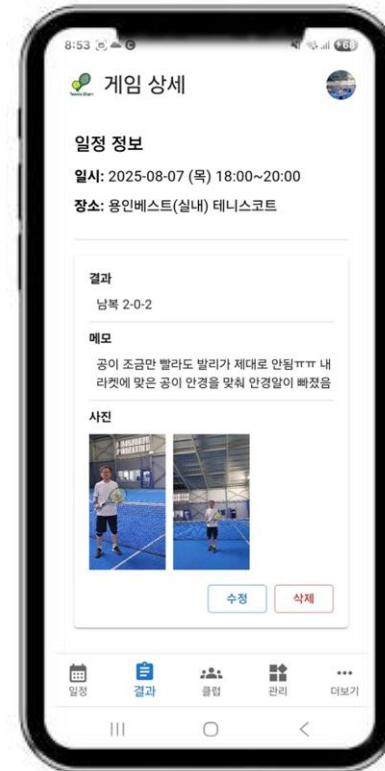 8:53
68
게임 상세
일정 정보
일시: 2025-08-07 (목) 18:00~20:00
장소: 용인베스트(실내) 테니스코트
결과
남복 2-0-2
메모
공이 조금만 빨라도 발리가 제대로 안됨ㅠㅠ 내
라켓에 맞은 공이 안경을 맞춰 안경알이 빠졌음
사진
수정
삭제
일정
결과
클럽
관리
더보기